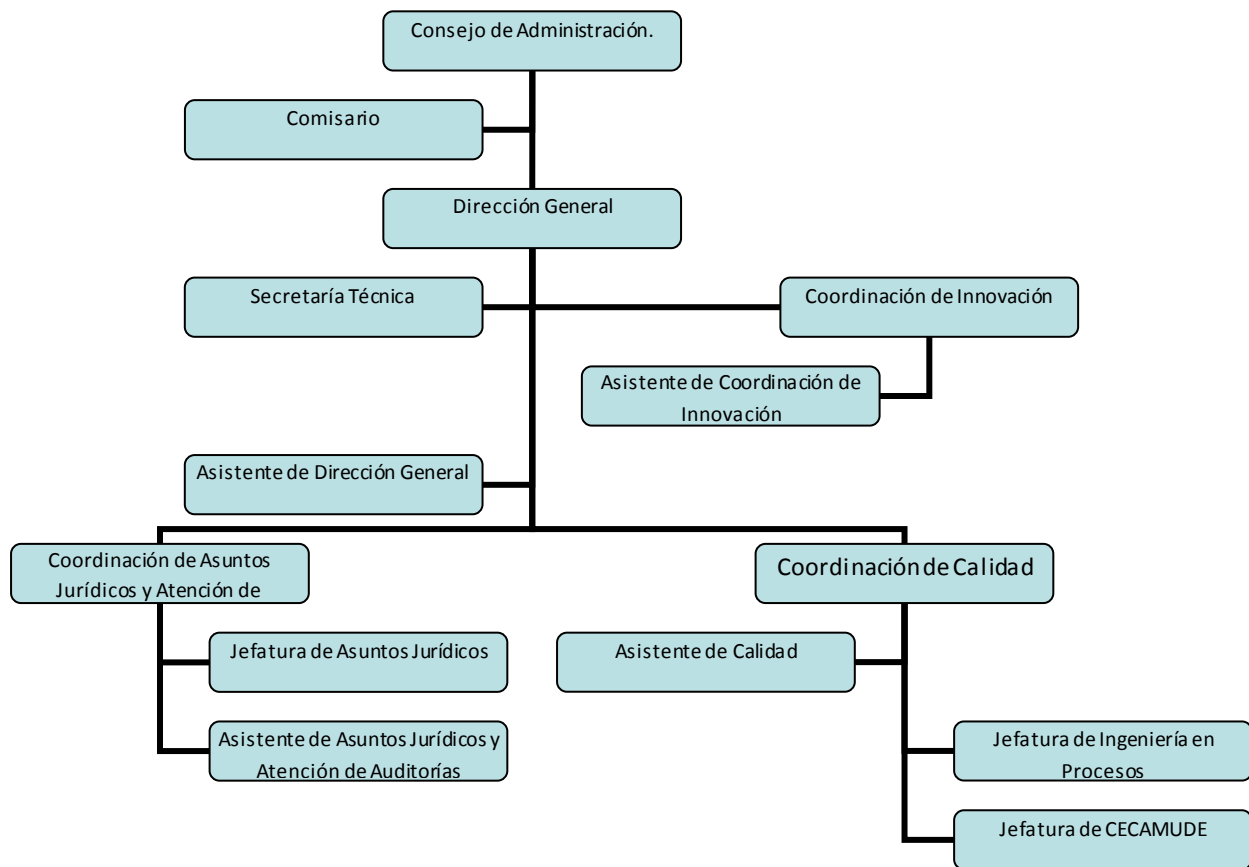 Consejo de Administración.
Comisario
Dirección General
Secretaría Técnica
Coordinación de Innovación
Asistente de Coordinación de
Innovación
Asistente de Dirección General
Coordinación de Asuntos
Jurídicos y Atención de
Coordinación de Calidad
Jefatura de Asuntos Jurídicos
Asistente de Calidad
Asistente de Asuntos Jurídicos y
Atención de Auditorías
Jefatura de Ingeniería en
Procesos
Jefatura de CECAMUDE